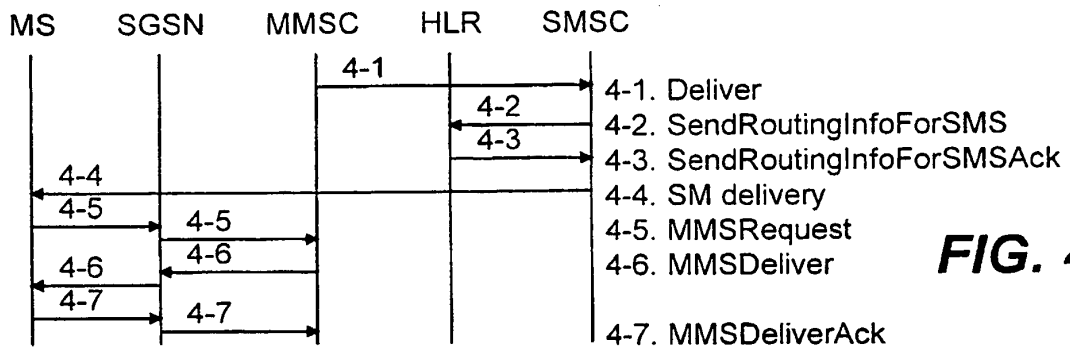 MS SGSN MMSC HLR SMSC
4-1
4-1. Deliver
4-2
4-2. SendRoutingInfoForSMS
4-3
4-3. SendRoutingInfoForSMSAck
4-4
4-4. SM delivery
4-5
4-5
4-5. MMSRequest
4-6
4-6
4-6. MMSDeliver
FIG. 4
4-7
4-7
4-7. MMSDeliverAck